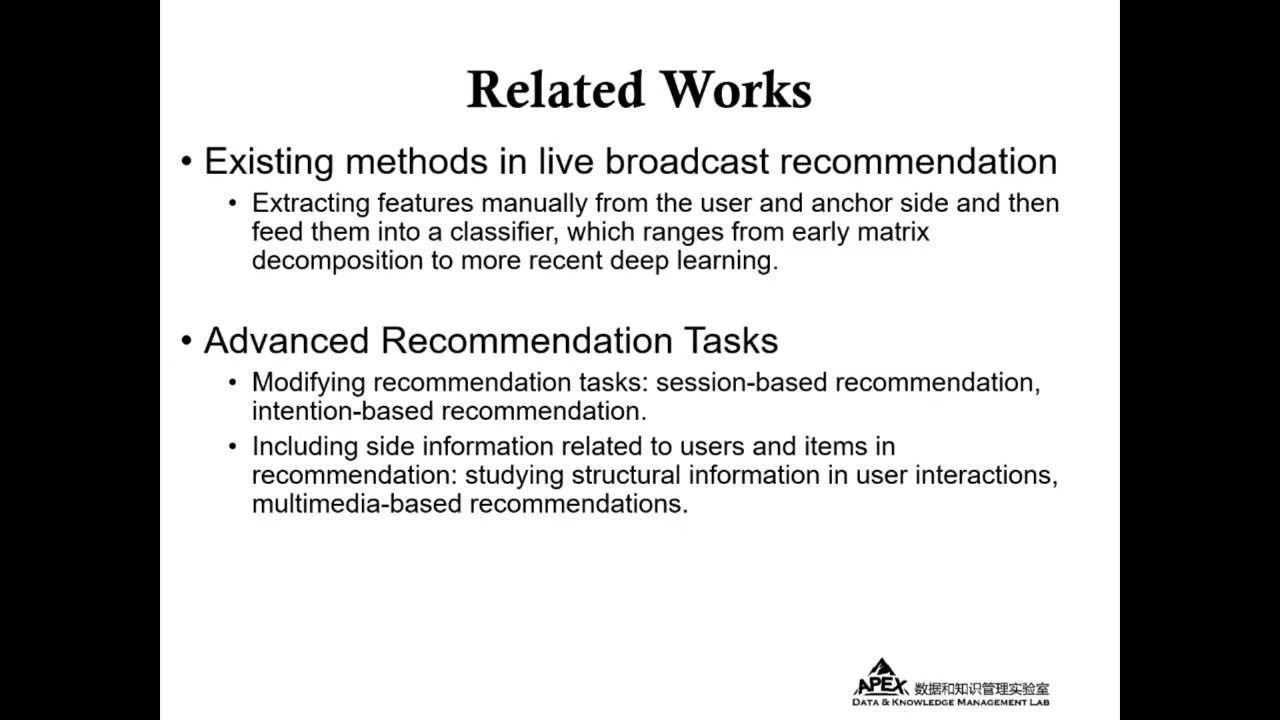 Related Works
• Existing methods in live broadcast recommendation
• Extracting features manually from the user and anchor side and then
feed them into a classifier, which ranges from early matrix
decomposition to more recent deep learning.
• Advanced Recommendation Tasks
• Modifying recommendation tasks: session-based recommendation,
intention-based recommendation.
• Including side information related to users and items in
recommendation: studying structural information in user interactions,
multimedia-based recommendations.
APEX 数据和知识管理实验室
DATA & KNOWLEDGE MANAGEMENT LAB